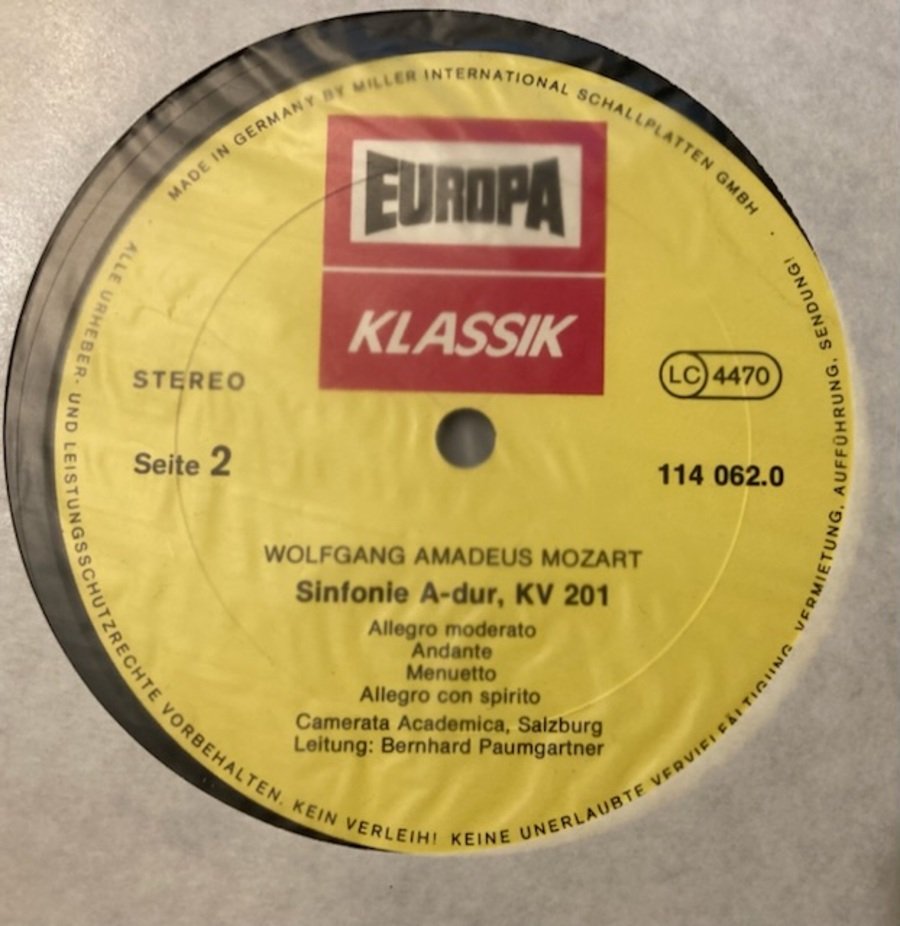 MADE IN GERMANY BY MILLER INTERNATIONAL SCHALLPLATTEN GMBH
EUROPA
KLASSIK
STEREO
LC 4470
Seite 2
114 062.0
WOLFGANG AMADEUS MOZART
Sinfonie A-dur, KV 201
Allegro moderato
Andante
Menuetto
Allegro con spirito
Camerata Academica, Salzburg
Leitung: Bernhard Paumgartner
ALLE URHEBER- UND LEISTUNGSSCHUTZRECHTE VORBEHALTEN. KEIN VERLEIH! KEINE UNERLAUBTE VERVIELFÄLTIGUNG, VERMIETUNG, AUFFÜHRUNG, SENDUNG!